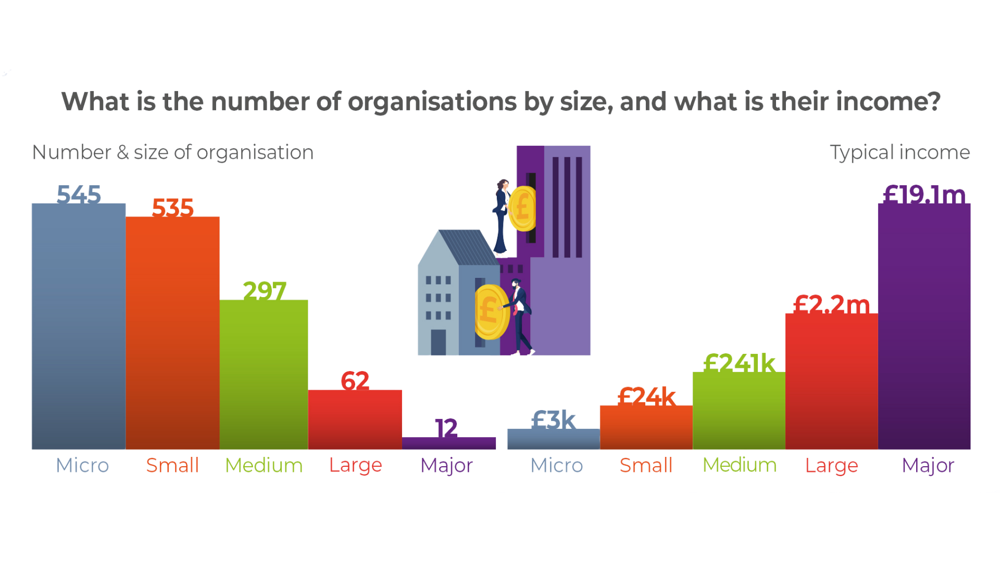 What is the number of organisations by size, and what is their income?
Number & size of organisation
Typical income
545
535
297
62
12
£3k
£24k
£241k
£2.2m
£19.1m
£
£
Micro
Small
Medium
Large
Major
Micro
Small
Medium
Large
Major